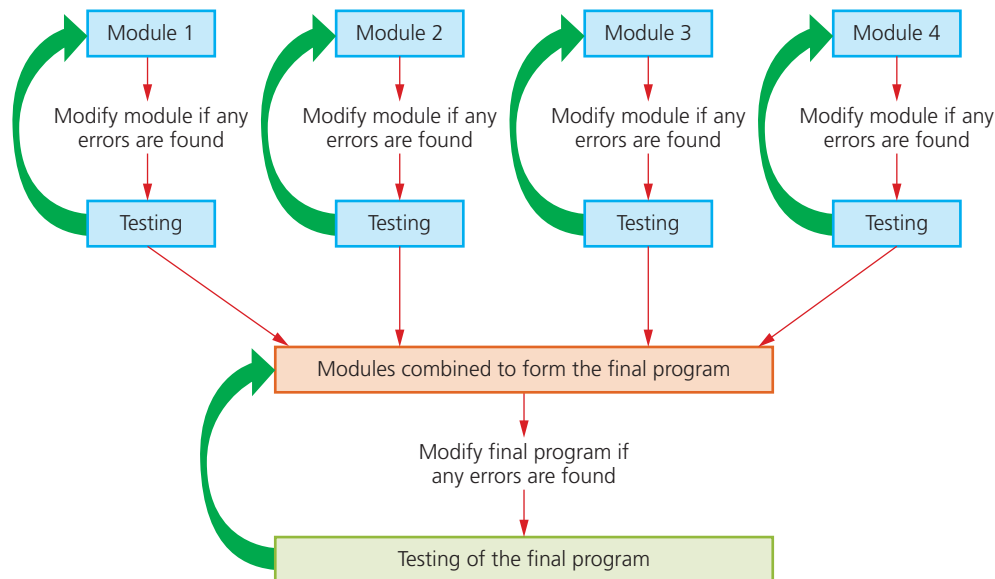 Module 1
Module 2
Module 3
Module 4
Modify module if any
errors are found
Modify module if any
errors are found
Modify module if any
errors are found
Modify module if any
errors are found
Testing
Testing
Testing
Testing
Modules combined to form the final program
Modify final program if
any errors are found
Testing of the final program